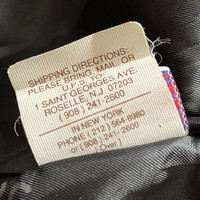 SHIPPING DIRECTIONS:
PLEASE BRING, MAIL, OR
U.P.S. TO
1 SAINT GEORGES AVE.
ROSELLE, N.J. 07203
( 908 ) 241-2600
IN NEW YORK
PHONE ( 212 ) 564-8980
or ( 908 ) 241-2600
[ Over ]